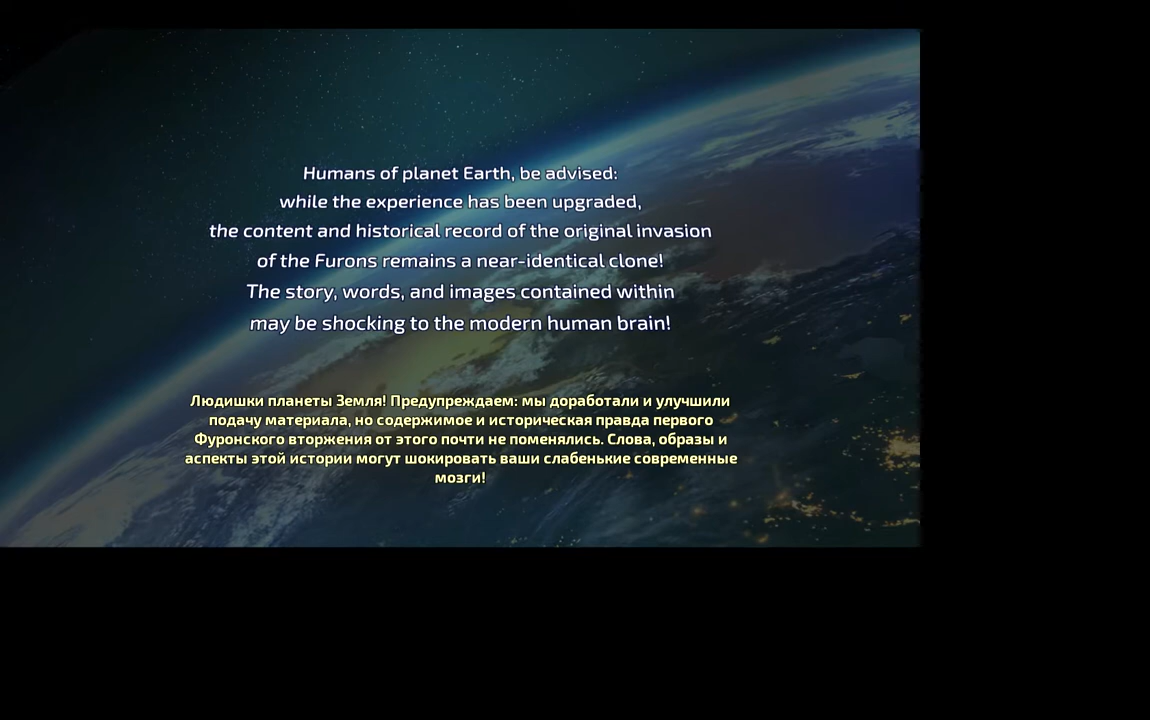 Humans of planet Earth, be advised:
while the experience has been upgraded,
the content and historical record of the original invasion
of the Furons remains a near-identical clone!
The story, words, and images contained within
may be shocking to the modern human brain!
Людишки планеты Земля! Предупреждаем: мы доработали и улучшили
подачу материала, но содержимое и историческая правда первого
Фуронского вторжения от этого почти не поменялись. Слова, образы и
аспекты этой истории могут шокировать ваши слабенькие современные
мозги!